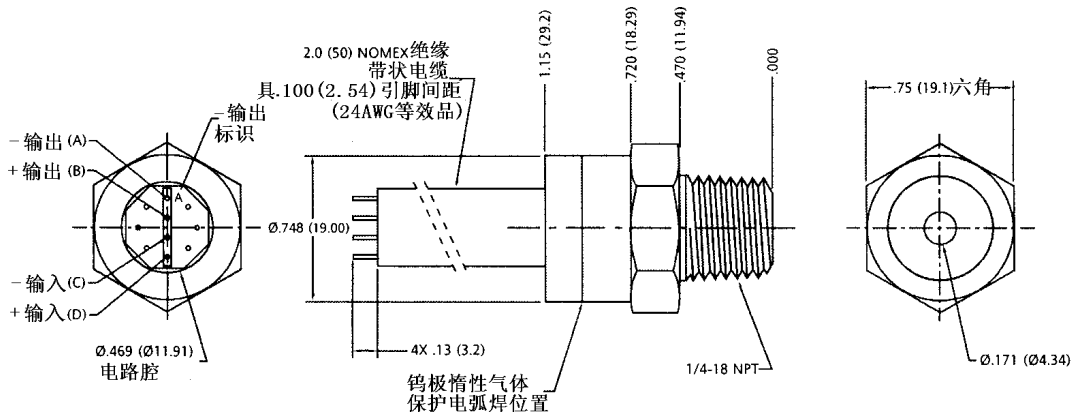 2.0 (50) NOMEX绝缘
带状电缆
具.100(2.54)引脚间距
(24AWG等效品)
1.15 (29.2)
.720 (18.29)
.470 (11.94)
.000
.75 (19.1)六角
-输出
标识
-输出(A)
+输出(B)
A
-输入(C)
+输入(D)
Ø.748 (19.00)
Ø.469 (Ø11.91)
电路腔
4X .13 (3.2)
钨极惰性气体
保护电弧焊位置
1/4-18 NPT
Ø.171 (Ø4.34)